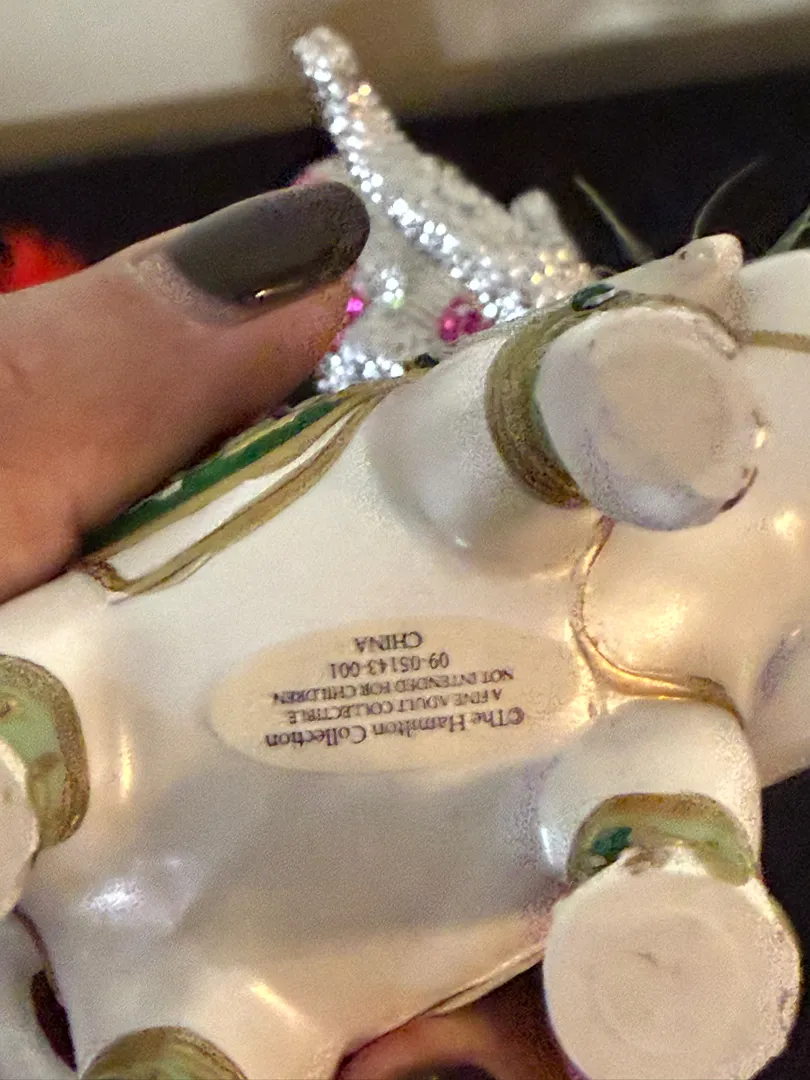 ©The Hamilton Collection
A FINE ADULT COLLECTIBLE
NOT INTENDED FOR CHILDREN
09-05143-001
CHINA